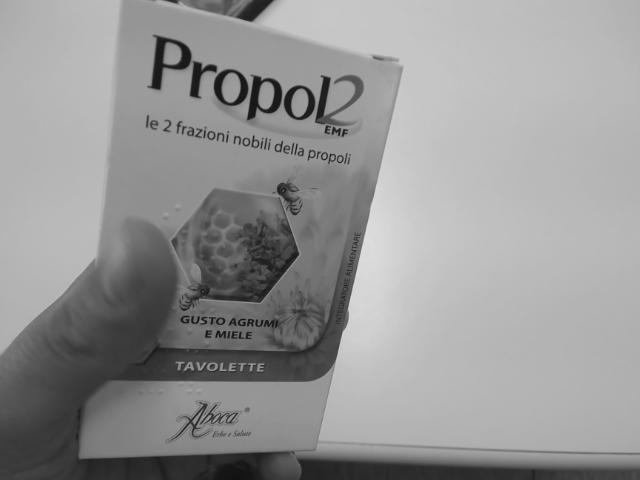 Propol2
EMF
le 2 frazioni nobili della propoli
INTEGRATORE ALIMENTARE
GUSTO AGRUMI
E MIELE
TAVOLETTE
Aboca®
Erbe e Salute